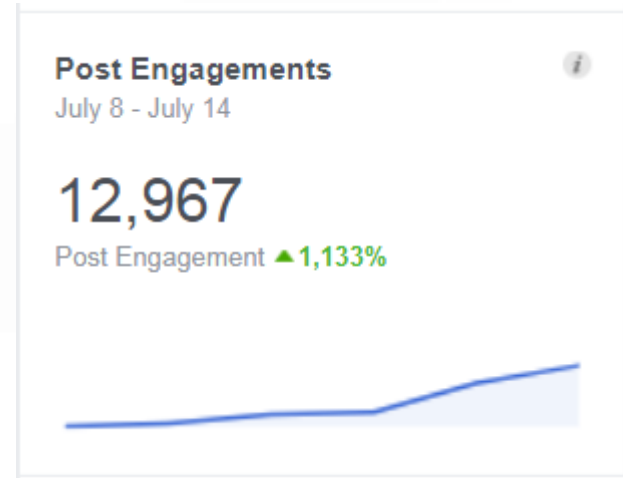 Post Engagements
i
July 8 - July 14
12,967
Post Engagement ▲1,133%